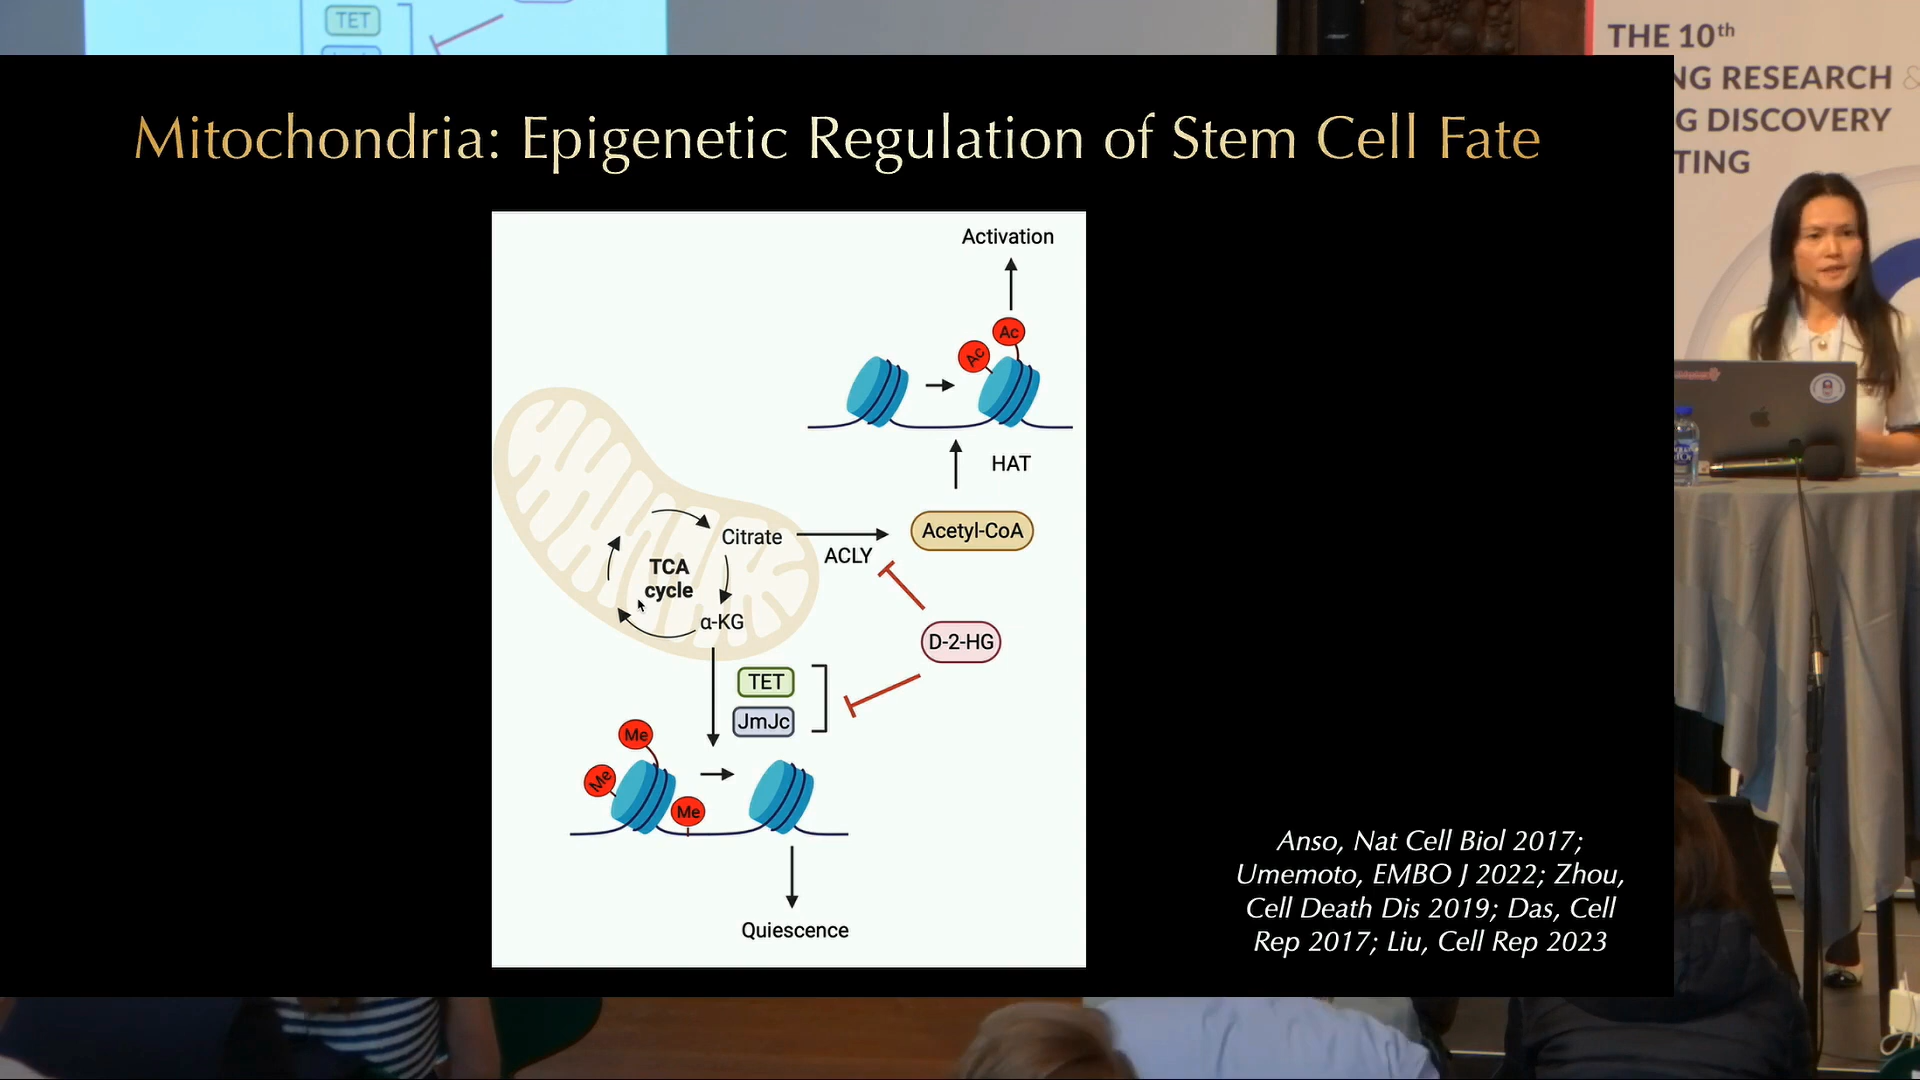 TET
THE 10th
NG RESEARCH &
G DISCOVERY
TING
Mitochondria: Epigenetic Regulation of Stem Cell Fate
Activation
Ac
Ac
HAT
Citrate
ACLY
Acetyl-CoA
TCA
cycle
α-KG
D-2-HG
TET
JmJc
Me
Me
Me
Quiescence
Anso, Nat Cell Biol 2017;
Umemoto, EMBO J 2022; Zhou,
Cell Death Dis 2019; Das, Cell
Rep 2017; Liu, Cell Rep 2023